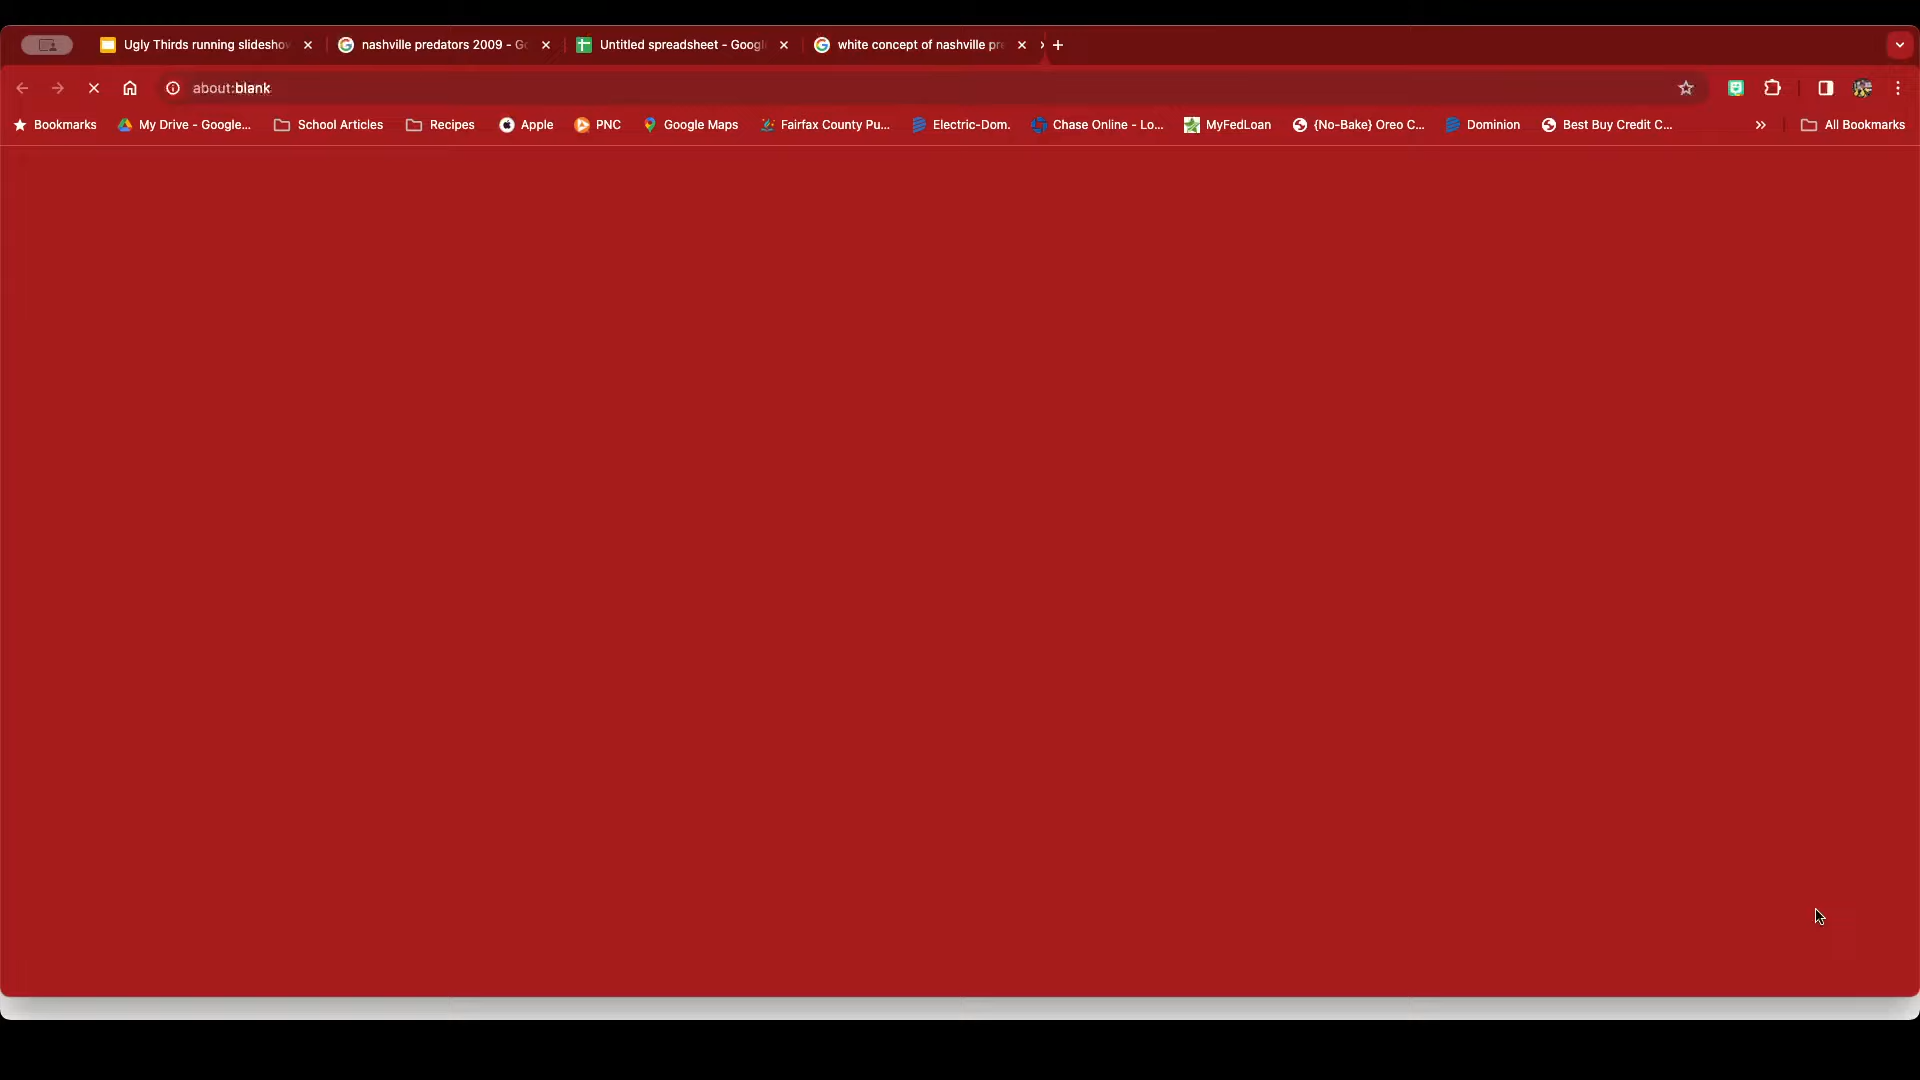 Ugly Thirds running slideshow
nashville predators 2009 - Go
Untitled spreadsheet - Googl
white concept of nashville pr
about:blank
Bookmarks
My Drive - Google...
School Articles
Recipes
Apple
PNC
Google Maps
Fairfax County Pu...
Electric-Dom.
Chase Online - Lo...
MyFedLoan
{No-Bake} Oreo C...
Dominion
Best Buy Credit C...
All Bookmarks